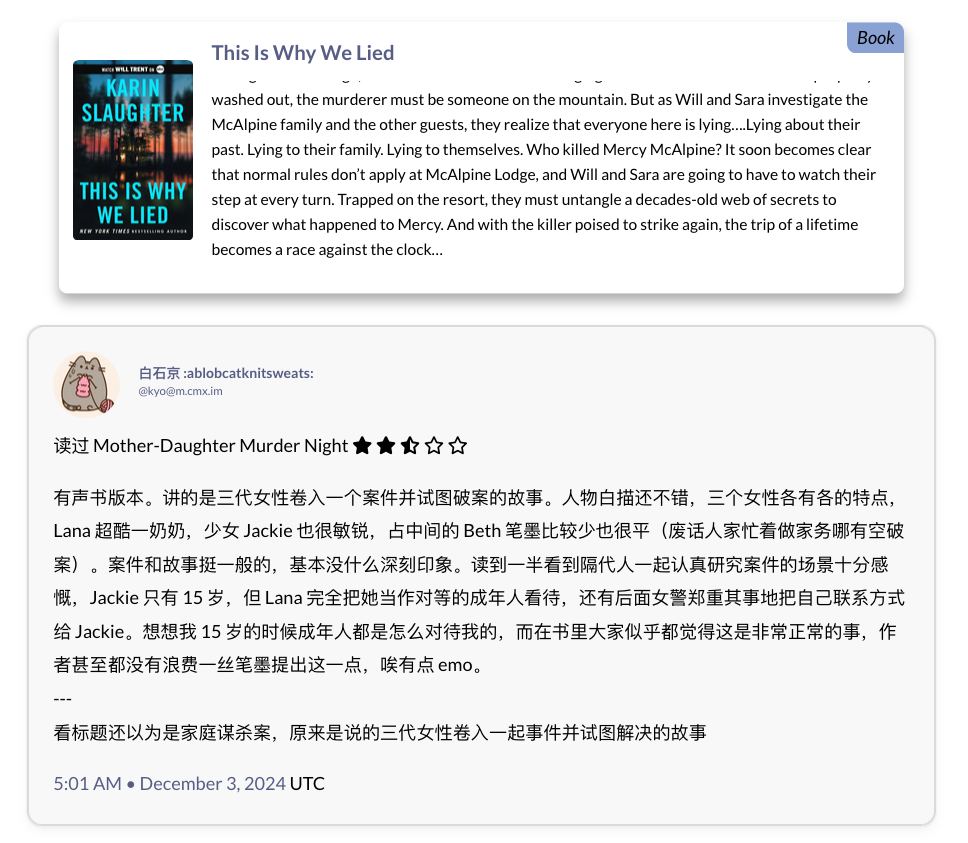 Book
This Is Why We Lied
WATCH WILL TRENT ON abc
KARIN
SLAUGHTER
THIS IS WHY
WE LIED
NEW YORK TIMES BESTSELLING AUTHOR
washed out, the murderer must be someone on the mountain. But as Will and Sara investigate the
McAlpine family and the other guests, they realize that everyone here is lying....Lying about their
past. Lying to their family. Lying to themselves. Who killed Mercy McAlpine? It soon becomes clear
that normal rules don’t apply at McAlpine Lodge, and Will and Sara are going to have to watch their
step at every turn. Trapped on the resort, they must untangle a decades-old web of secrets to
discover what happened to Mercy. And with the killer poised to strike again, the trip of a lifetime
becomes a race against the clock…
白石京 :ablobcatknitsweats:
@kyo@m.cmx.im
读过 Mother-Daughter Murder Night
有声书版本。讲的是三代女性卷入一个案件并试图破案的故事。人物白描还不错，三个女性各有各的特点，
Lana 超酷一奶奶，少女 Jackie 也很敏锐，占中间的 Beth 笔墨比较少也很平（废话人家忙着做家务哪有空破
案）。案件和故事挺一般的，基本没什么深刻印象。读到一半看到隔代人一起认真研究案件的场景十分感
慨，Jackie 只有 15 岁，但 Lana 完全把她当作对等的成年人看待，还有后面女警郑重其事地把自己联系方式
给 Jackie。想想我 15 岁的时候成年人都是怎么对待我的，而在书里大家似乎都觉得这是非常正常的事，作
者甚至都没有浪费一丝笔墨提出这一点，唉有点 emo。
---
看标题还以为是家庭谋杀案，原来是说的三代女性卷入一起事件并试图解决的故事
5:01 AM • December 3, 2024 UTC